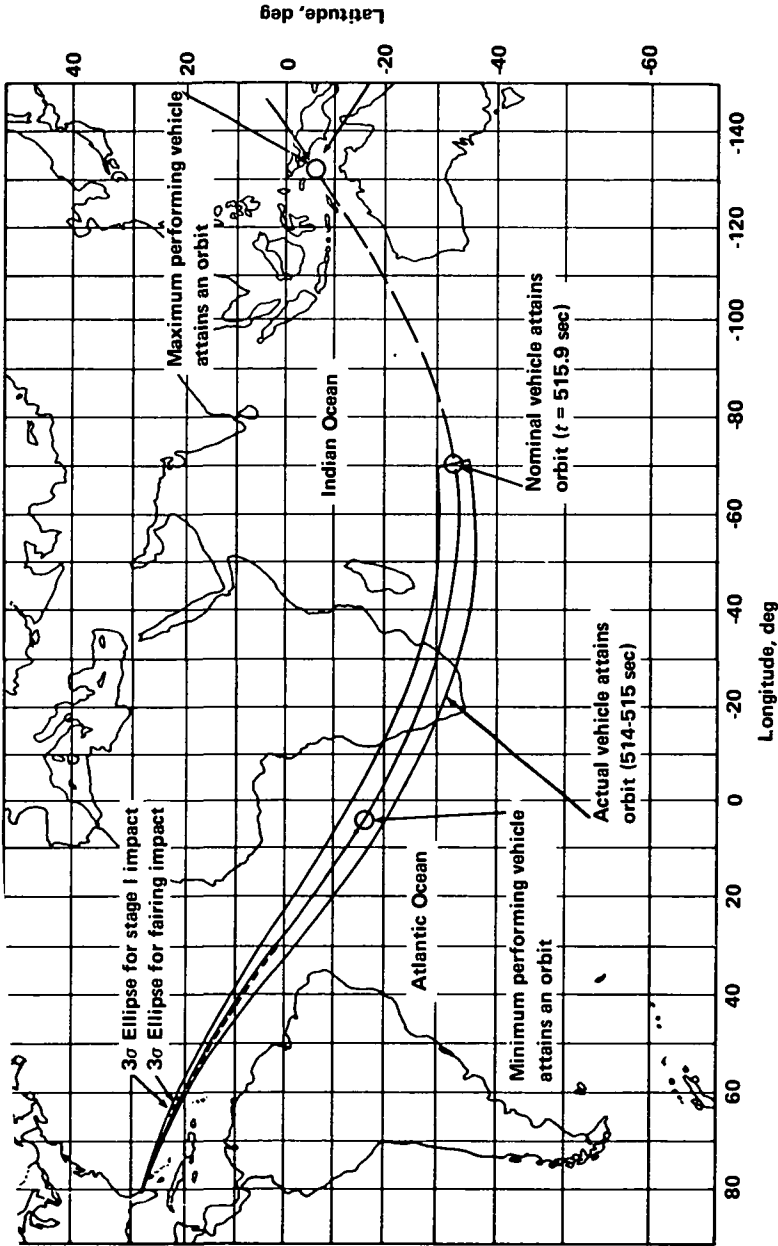 Latitude, deg
40
20
0
-20
-40
-60
3σ Ellipse for stage I impact
3σ Ellipse for fairing impact
Maximum performing vehicle
attains an orbit
Indian Ocean
Atlantic Ocean
Minimum performing vehicle
attains an orbit
Actual vehicle attains
orbit (514-515 sec)
Nominal vehicle attains
orbit (t = 515.9 sec)
80
60
40
20
0
-20
-40
-60
-80
-100
-120
-140
Longitude, deg